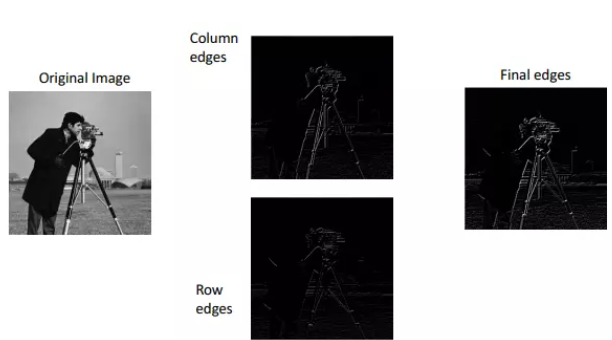 Column
edges
Original Image
Final edges
Row
edges